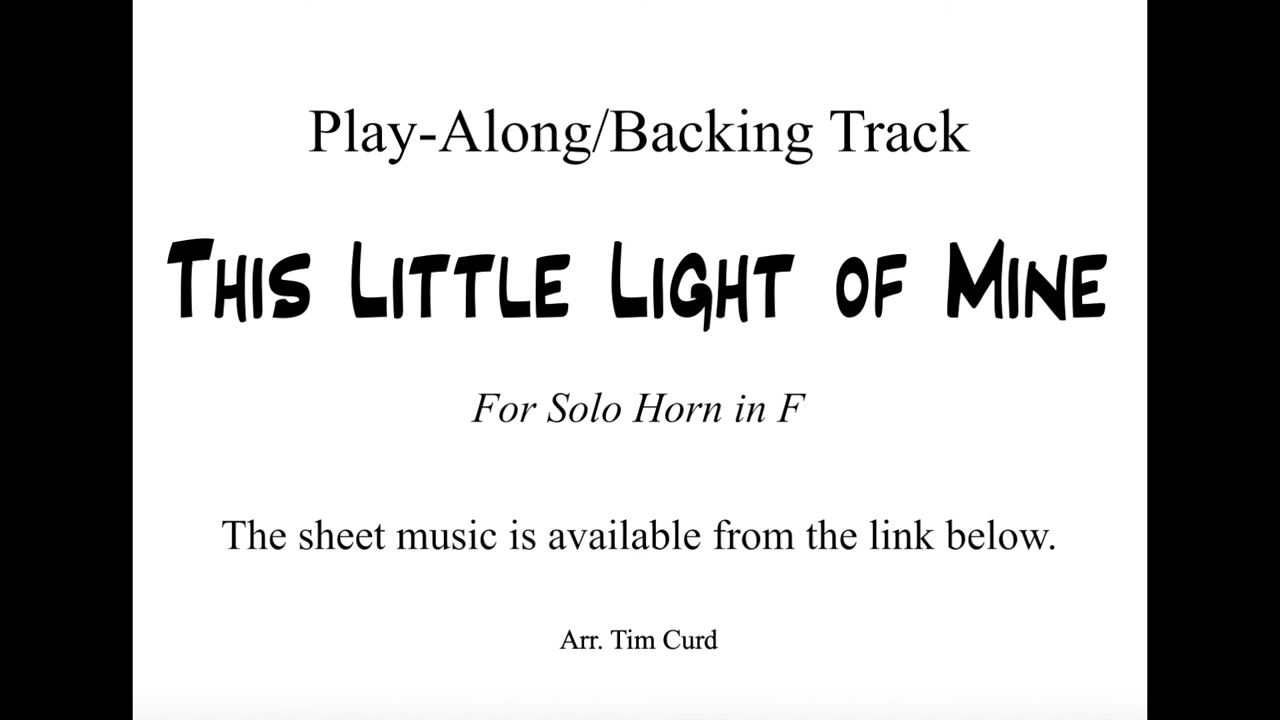 Play-Along/Backing Track
This Little Light of Mine
For Solo Horn in F
The sheet music is available from the link below.
Arr. Tim Curd